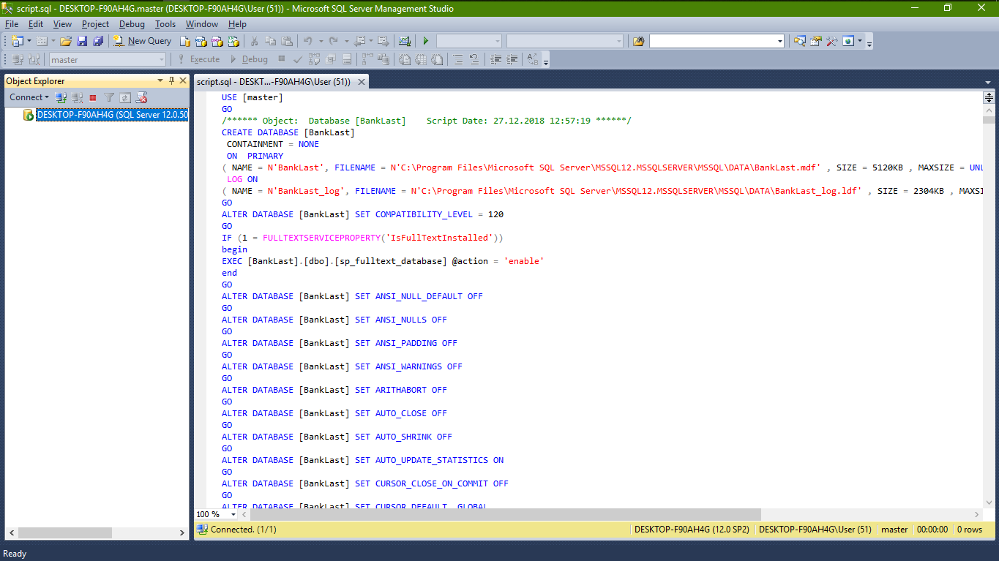 script.sql - DESKTOP-F90AH4G.master (DESKTOP-F90AH4G\User (51)) - Microsoft SQL Server Management Studio
File Edit View Project Debug Tools Window Help
New Query
master Execute Debug
Object Explorer
Connect
DESKTOP-F90AH4G (SQL Server 12.0.50
script.sql - DESKT...-F90AH4G\User (51))
USE [master]
GO
/****** Object:  Database [BankLast]    Script Date: 27.12.2018 12:57:19 ******/
CREATE DATABASE [BankLast]
CONTAINMENT = NONE
ON  PRIMARY
( NAME = N'BankLast', FILENAME = N'C:\Program Files\Microsoft SQL Server\MSSQL12.MSSQLSERVER\MSSQL\DATA\BankLast.mdf' , SIZE = 5120KB , MAXSIZE = UNL
LOG ON
( NAME = N'BankLast_log', FILENAME = N'C:\Program Files\Microsoft SQL Server\MSSQL12.MSSQLSERVER\MSSQL\DATA\BankLast_log.ldf' , SIZE = 2304KB , MAXSI
GO
ALTER DATABASE [BankLast] SET COMPATIBILITY_LEVEL = 120
GO
IF (1 = FULLTEXTSERVICEPROPERTY('IsFullTextInstalled'))
begin
EXEC [BankLast].[dbo].[sp_fulltext_database] @action = 'enable'
end
GO
ALTER DATABASE [BankLast] SET ANSI_NULL_DEFAULT OFF
GO
ALTER DATABASE [BankLast] SET ANSI_NULLS OFF
GO
ALTER DATABASE [BankLast] SET ANSI_PADDING OFF
GO
ALTER DATABASE [BankLast] SET ANSI_WARNINGS OFF
GO
ALTER DATABASE [BankLast] SET ARITHABORT OFF
GO
ALTER DATABASE [BankLast] SET AUTO_CLOSE OFF
GO
ALTER DATABASE [BankLast] SET AUTO_SHRINK OFF
GO
ALTER DATABASE [BankLast] SET AUTO_UPDATE_STATISTICS ON
GO
ALTER DATABASE [BankLast] SET CURSOR_CLOSE_ON_COMMIT OFF
GO
ALTER DATABASE [BankLast] SET CURSOR_DEFAULT  GLOBAL
100 %
Connected. (1/1) DESKTOP-F90AH4G (12.0 SP2) DESKTOP-F90AH4G\User (51) master 00:00:00 0 rows
Ready